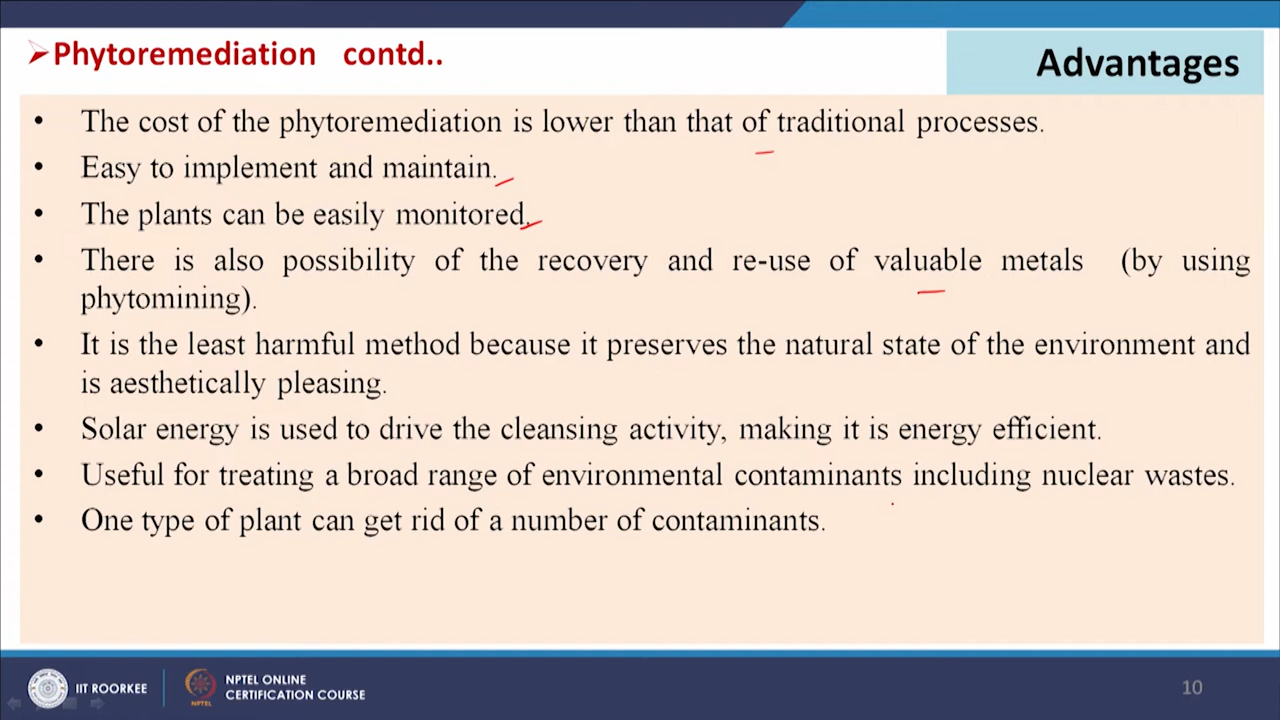 Phytoremediation contd..
Advantages
• The cost of the phytoremediation is lower than that of traditional processes.
• Easy to implement and maintain.
• The plants can be easily monitored.
• There is also possibility of the recovery and re-use of valuable metals (by using
phytomining).
• It is the least harmful method because it preserves the natural state of the environment and
is aesthetically pleasing.
• Solar energy is used to drive the cleansing activity, making it is energy efficient.
• Useful for treating a broad range of environmental contaminants including nuclear wastes.
• One type of plant can get rid of a number of contaminants.
IIT ROORKEE
NPTEL
NPTEL ONLINE
CERTIFICATION COURSE
10